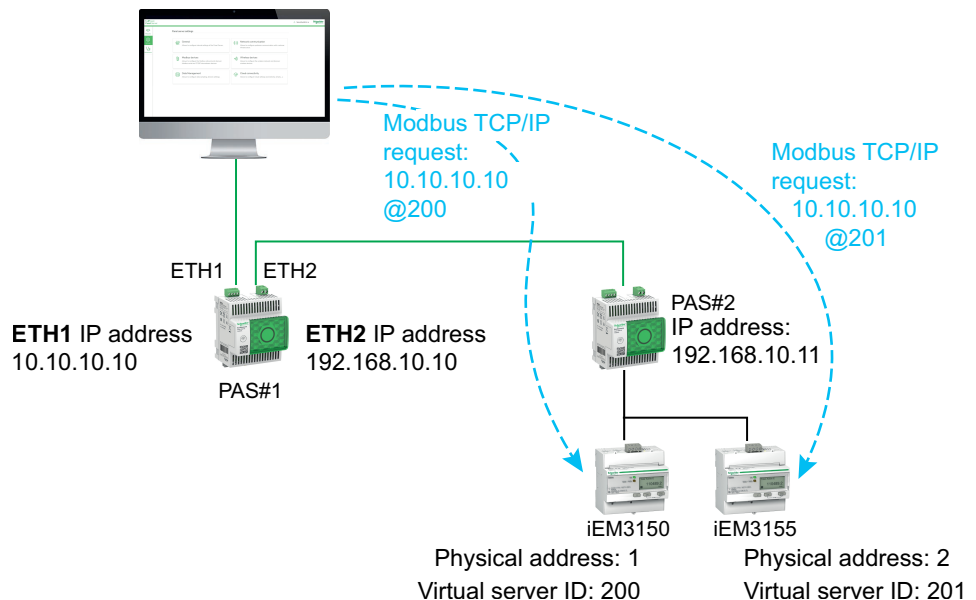 Modbus TCP/IP
request:
10.10.10.10
@200
Modbus TCP/IP
request:
10.10.10.10
@201
ETH1
ETH2
ETH1 IP address
10.10.10.10
ETH2 IP address
192.168.10.10
PAS#1
PAS#2
IP address:
192.168.10.11
iEM3150
iEM3155
Physical address: 1
Virtual server ID: 200
Physical address: 2
Virtual server ID: 201